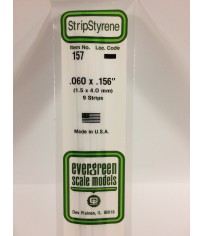 StripStyrene
Item No. Loc. Code
157
.060 x .156"
(1.5 x 4.0 mm)
9 Strips
Made in U.S.A.
evergreen
scale models
Des Plaines, IL 60018